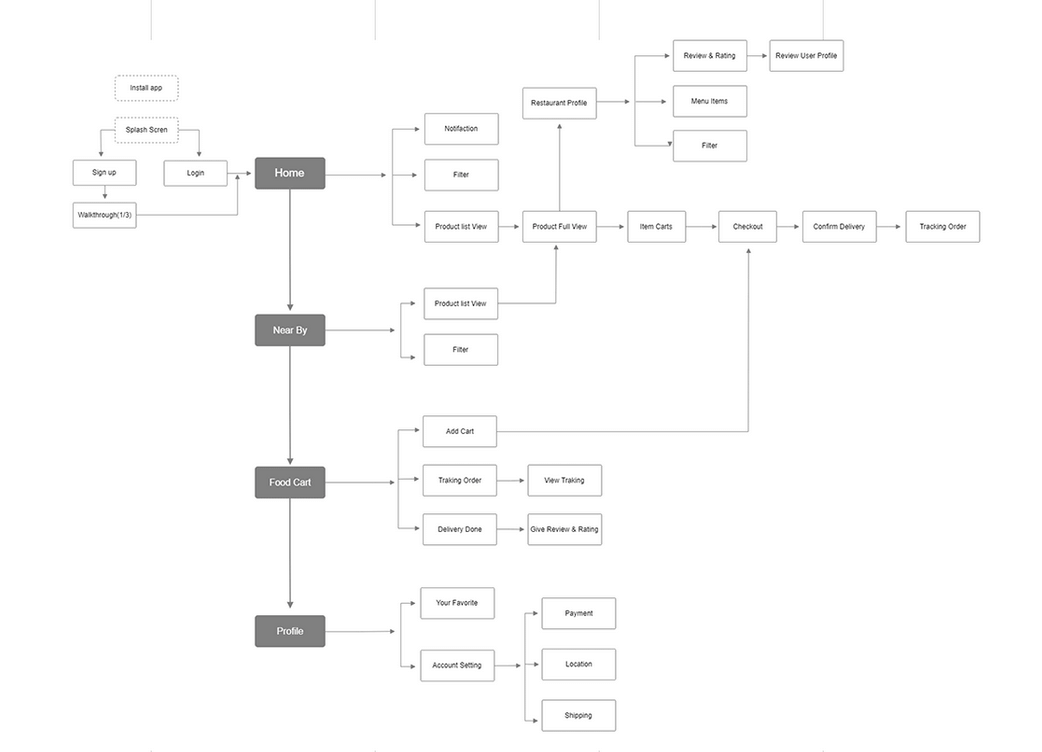 Install app
Splash Scren
Sign up
Login
Walkthrough(1/3)
Home
Notifaction
Filter
Product list View
Product Full View
Restaurant Profile
Review & Rating
Review User Profile
Menu Items
Filter
Item Carts
Checkout
Confirm Delivery
Tracking Order
Near By
Product list View
Filter
Food Cart
Add Cart
Traking Order
View Traking
Delivery Done
Give Review & Rating
Profile
Your Favorite
Account Setting
Payment
Location
Shipping